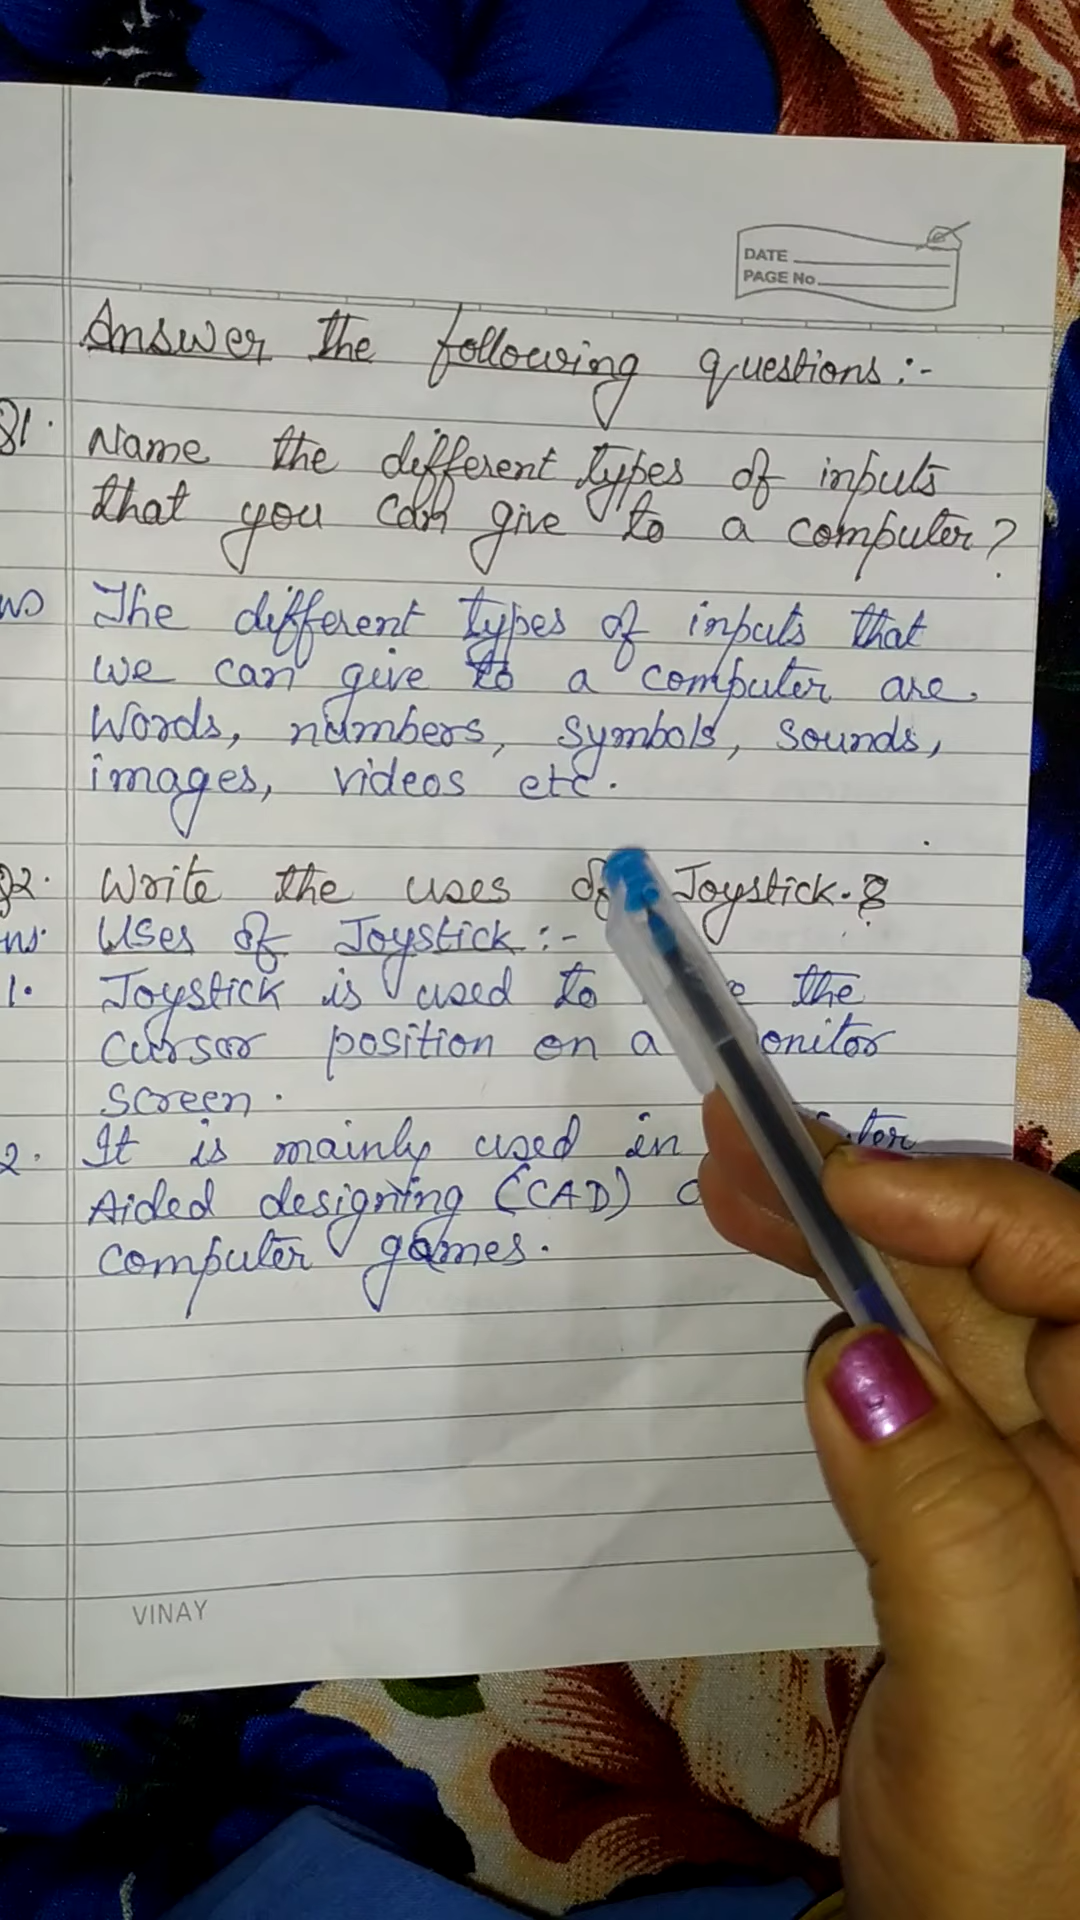 DATE
PAGE No.
Answer the following questions:-
Q1. Name the different types of inputs
that you can give to a computer?
The different types of inputs that
we can give to a computer are
Words, numbers, symbols, sounds,
images, videos etc.
Q2. Write the uses of Joystick.?
Uses of Joystick :-
1. Joystick is used to the
cursor position on a
screen.
2. It is mainly used in
Aided designing (CAD)
computer games.
VINAY